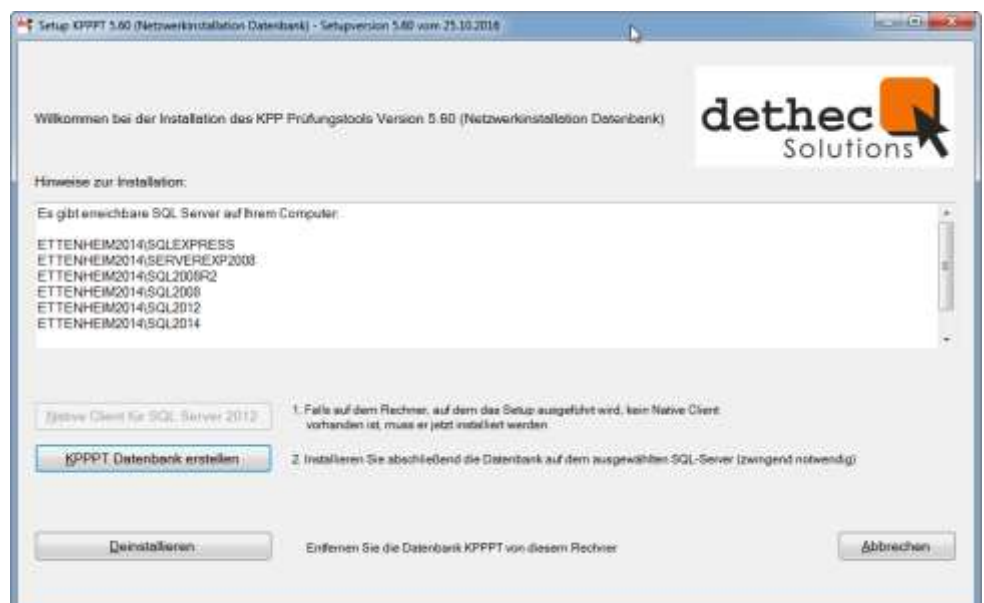 Setup KPPPT 5.60 (Netzwerkinstallation Datenbank) - Setupversion 5.60 vom 25.10.2016
Willkommen bei der Installation des KPP Prüfungstools Version 5.60 (Netzwerkinstallation Datenbank)
dethec
Solutions
Hinweise zur Installation:
Es gibt erreichbare SQL Server auf Ihrem Computer:
ETTENHEIM2014\SQLEXPRESS
ETTENHEIM2014\SERVEREXP2008
ETTENHEIM2014\SQL2008R2
ETTENHEIM2014\SQL2008
ETTENHEIM2014\SQL2012
ETTENHEIM2014\SQL2014
Native Client für SQL Server 2012
1. Falls auf dem Rechner, auf dem das Setup ausgeführt wird, kein Native Client
vorhanden ist, muss er jetzt installiert werden
KPPPT Datenbank erstellen
2. Installieren Sie abschließend die Datenbank auf dem ausgewählten SQL-Server (zwingend notwendig)
Deinstallieren
Entfernen Sie die Datenbank KPPPT von diesem Rechner
Abbrechen